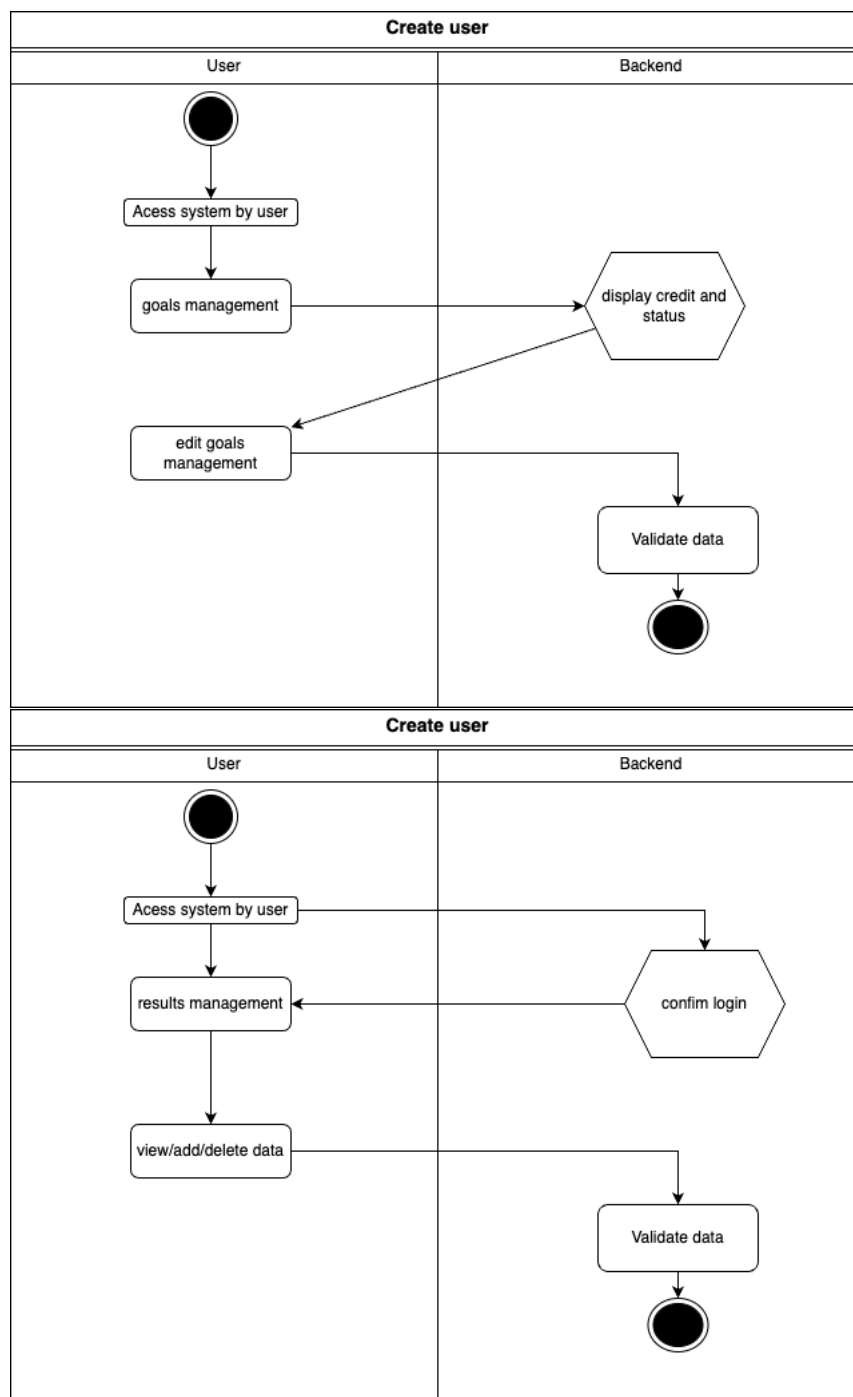 Create user
User
Backend
Acess system by user
goals management
display credit and
status
edit goals
management
Validate data
Create user
User
Backend
Acess system by user
results management
confim login
view/add/delete data
Validate data